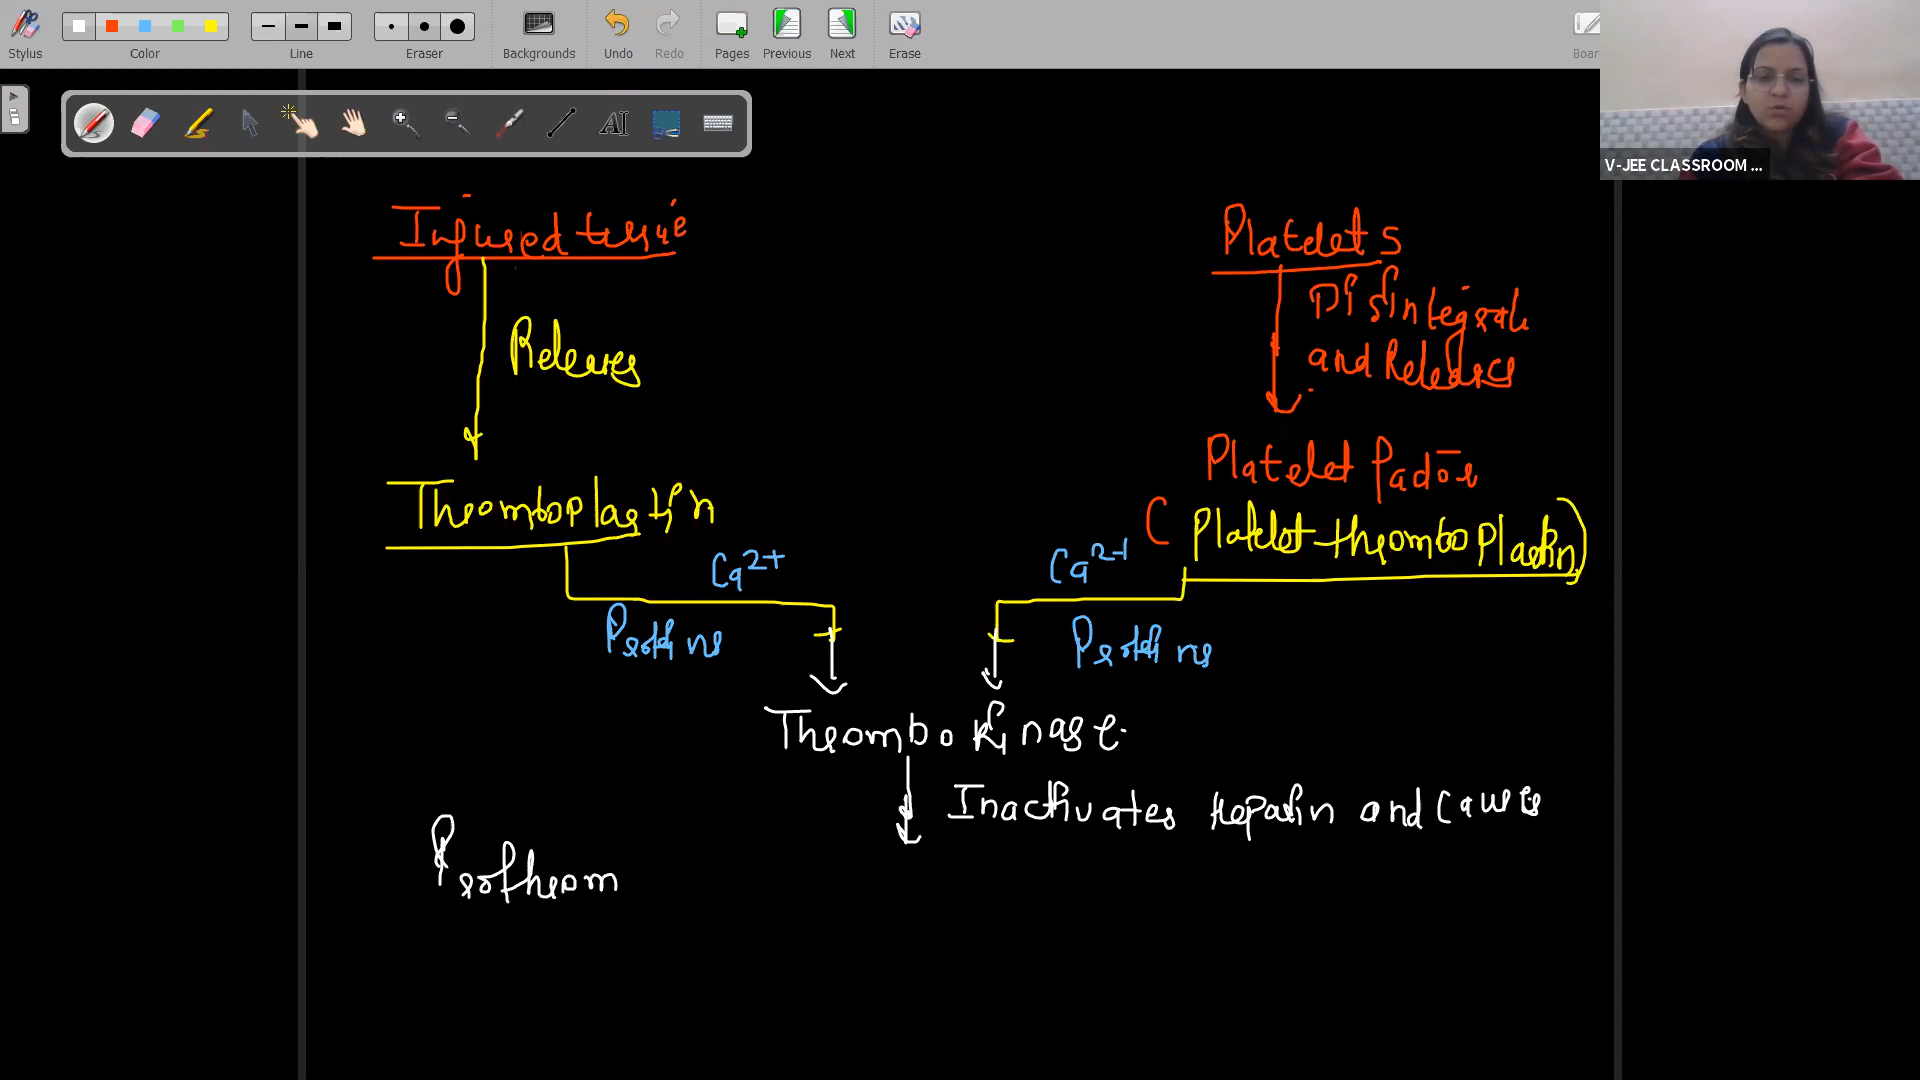 Stylus
Color
Line
Eraser
Backgrounds
Undo
Redo
Pages
Previous
Next
Erase
Boar
V-JEE CLASSROOM ...
Injured tissue
Releases
Thromboplastin
Ca2+
Proteins
Platelets
Disintegrate
and Releases
Platelet factor
(Platelet-thromboplastin)
Ca2+
Proteins
Thrombokinase
Inactivates heparin and causes
Prothrom